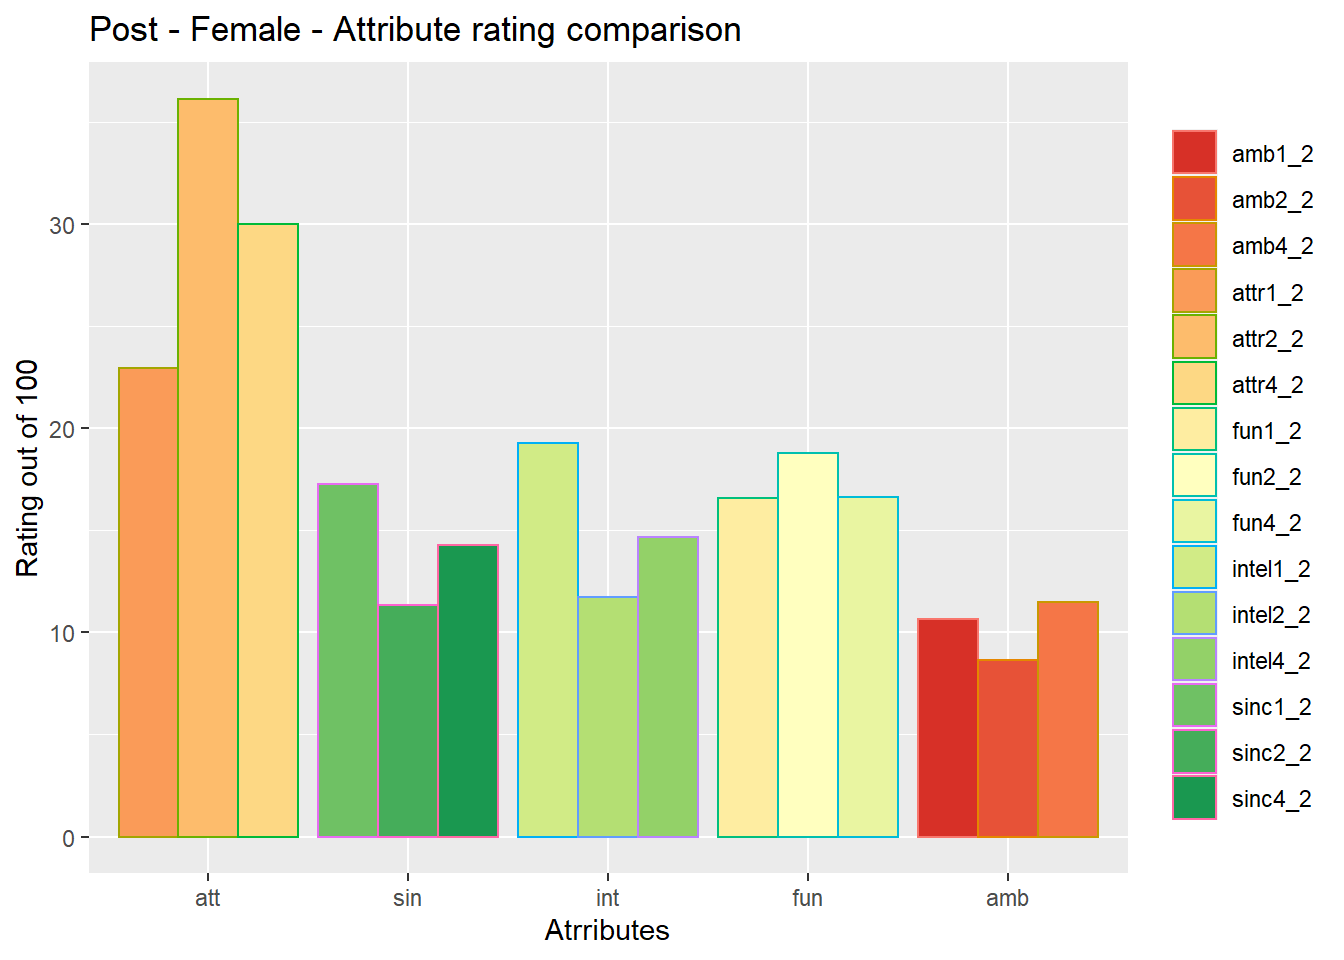 Post - Female - Attribute rating comparison
Rating out of 100
30
20
10
0
att
sin
int
fun
amb
Atrributes
amb1_2
amb2_2
amb4_2
attr1_2
attr2_2
attr4_2
fun1_2
fun2_2
fun4_2
intel1_2
intel2_2
intel4_2
sinc1_2
sinc2_2
sinc4_2